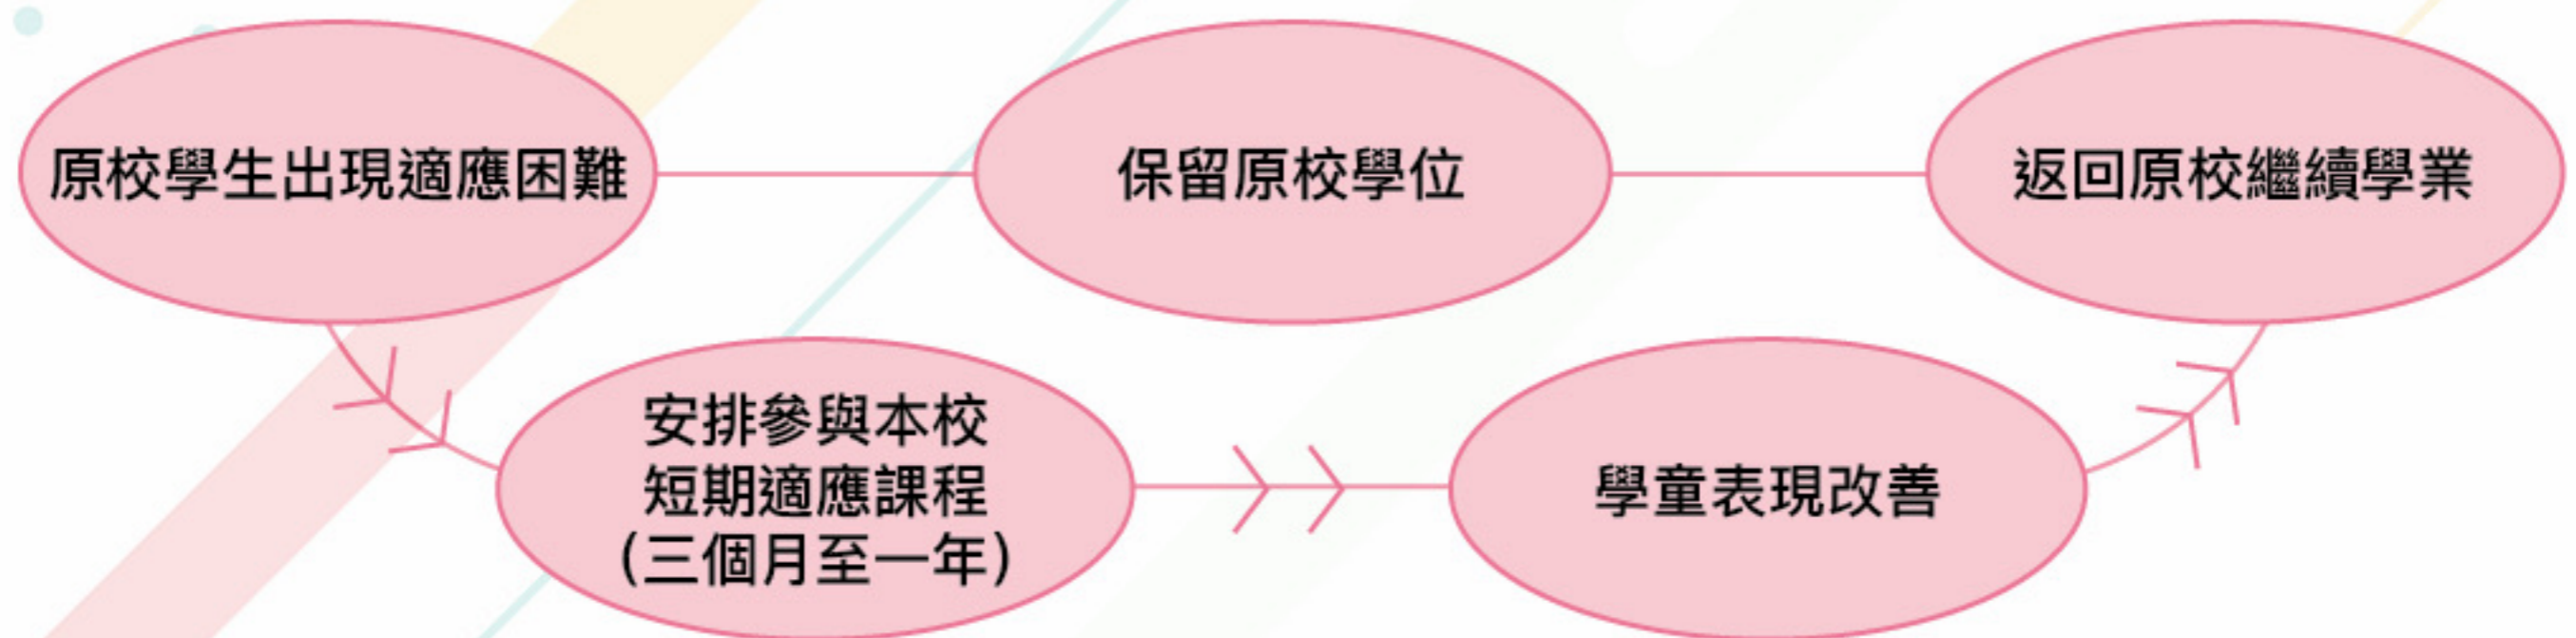 原校學生出現適應困難
保留原校學位
返回原校繼續學業
安排參與本校
短期適應課程
(三個月至一年)
學童表現改善